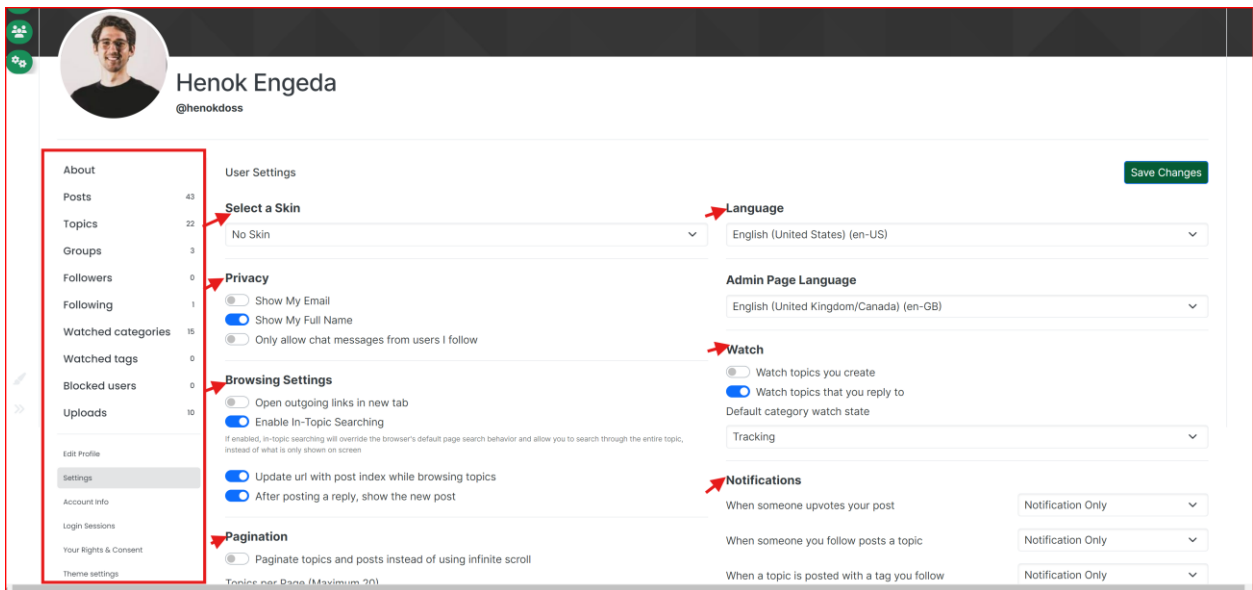 Henok Engeda
@henokdoss
About
Posts 43
Topics 22
Groups 3
Followers 0
Following 1
Watched categories 15
Watched tags 0
Blocked users 0
Uploads 10
Edit Profile
Settings
Account Info
Login Sessions
Your Rights & Consent
Theme settings
User Settings
Save Changes
Select a Skin
No Skin
Privacy
Show My Email
Show My Full Name
Only allow chat messages from users I follow
Browsing Settings
Open outgoing links in new tab
Enable In-Topic Searching
If enabled, in-topic searching will override the browser's default page search behavior and allow you to search through the entire topic,
instead of what is only shown on screen
Update url with post index while browsing topics
After posting a reply, show the new post
Pagination
Paginate topics and posts instead of using infinite scroll
Topics per Page (Maximum 20)
Language
English (United States) (en-US)
Admin Page Language
English (United Kingdom/Canada) (en-GB)
Watch
Watch topics you create
Watch topics that you reply to
Default category watch state
Tracking
Notifications
When someone upvotes your post Notification Only
When someone you follow posts a topic Notification Only
When a topic is posted with a tag you follow Notification Only